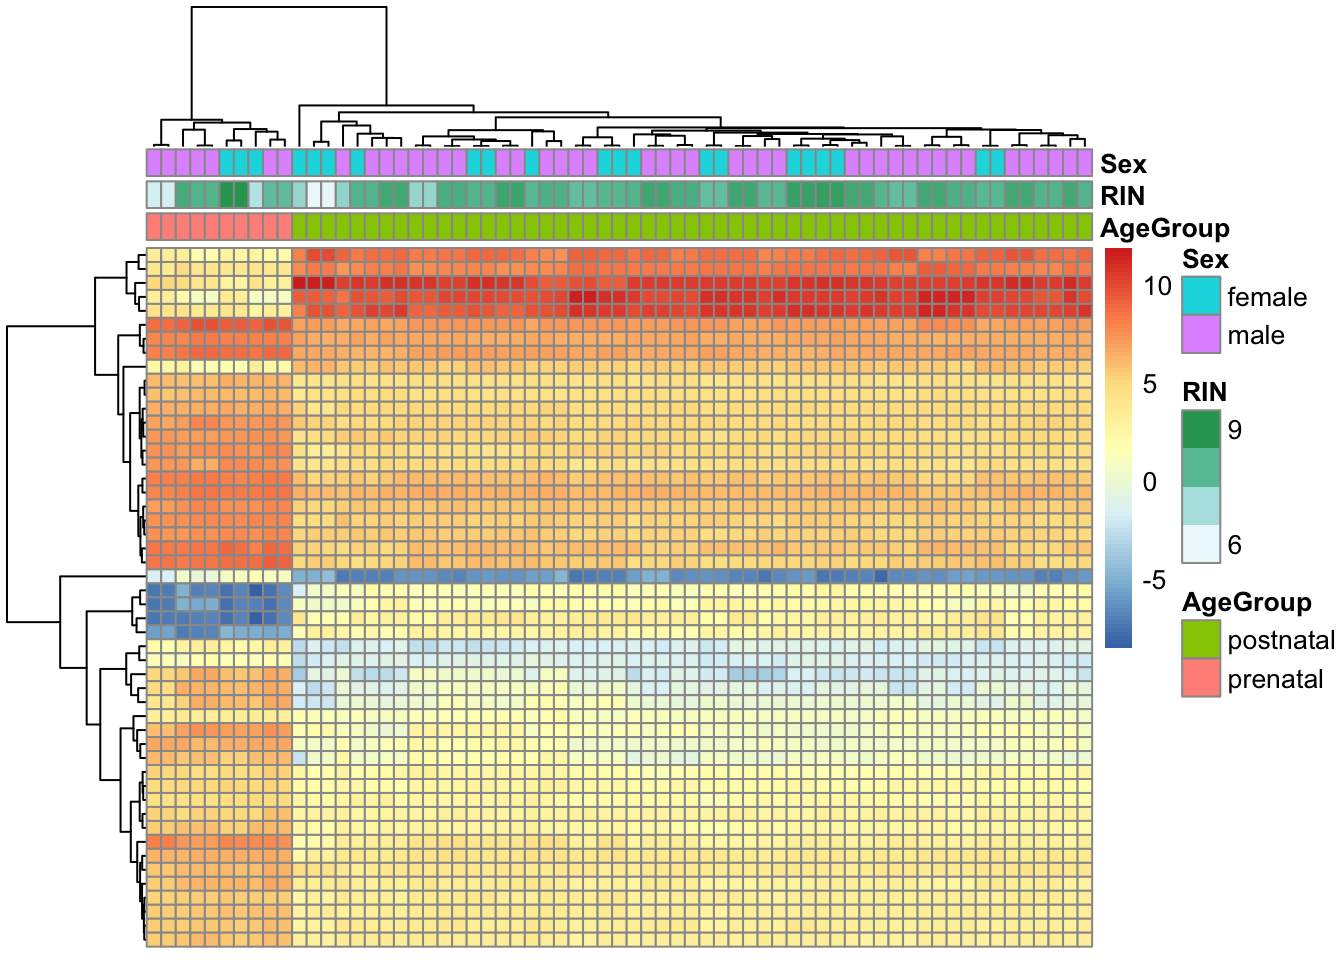 Sex
RIN
AgeGroup
10
5
0
-5
Sex
female
male
RIN
9
6
AgeGroup
postnatal
prenatal